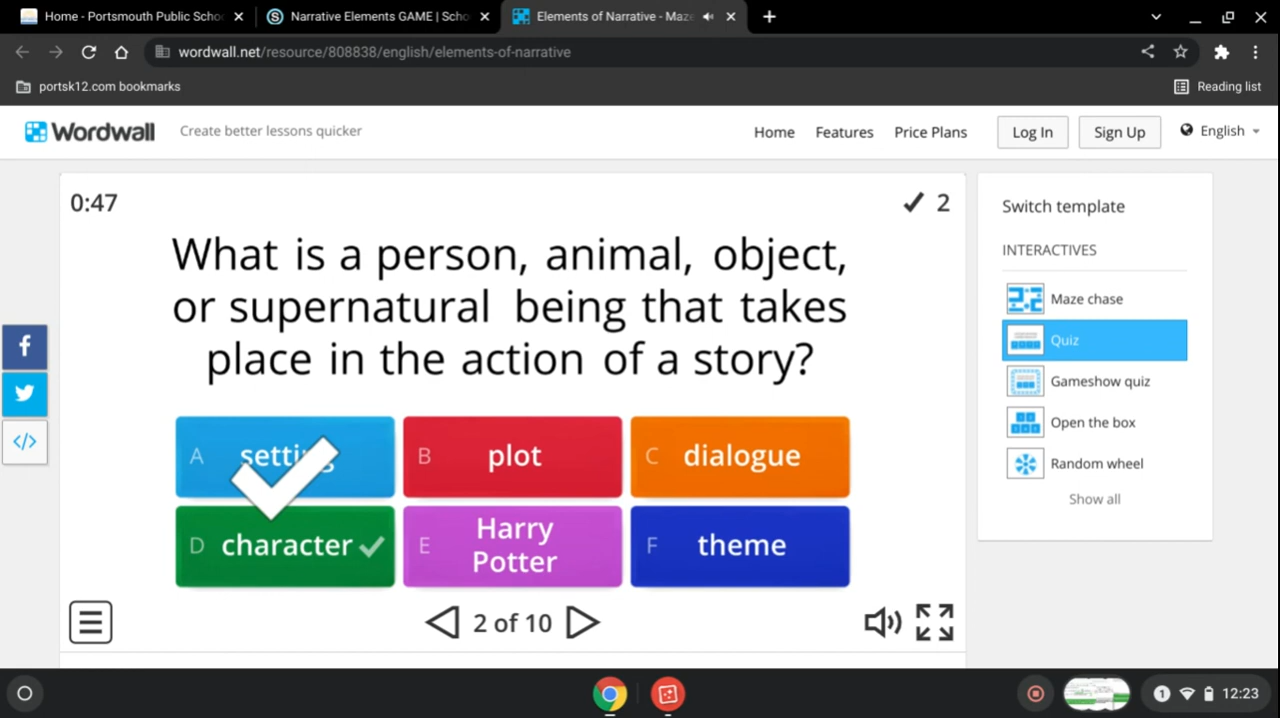 Home - Portsmouth Public Schoo
Narrative Elements GAME | Scho
Elements of Narrative - Maze
wordwall.net/resource/808838/english/elements-of-narrative
portsk12.com bookmarks
Reading list
Wordwall
Create better lessons quicker
Home
Features
Price Plans
Log In
Sign Up
English
0:47
2
What is a person, animal, object,
or supernatural being that takes
place in the action of a story?
A setting
B plot
C dialogue
D character
E Harry
Potter
F theme
2 of 10
Switch template
INTERACTIVES
Maze chase
Quiz
Gameshow quiz
Open the box
Random wheel
Show all
1
12:23